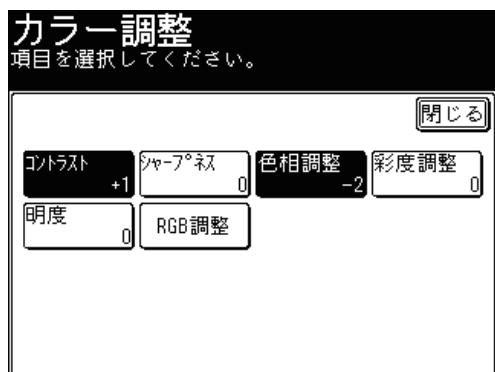 カラー調整
項目を選択してください。
閉じる
コントラスト
+1
シャープネス
0
色相調整
-2
彩度調整
0
明度
0
RGB調整